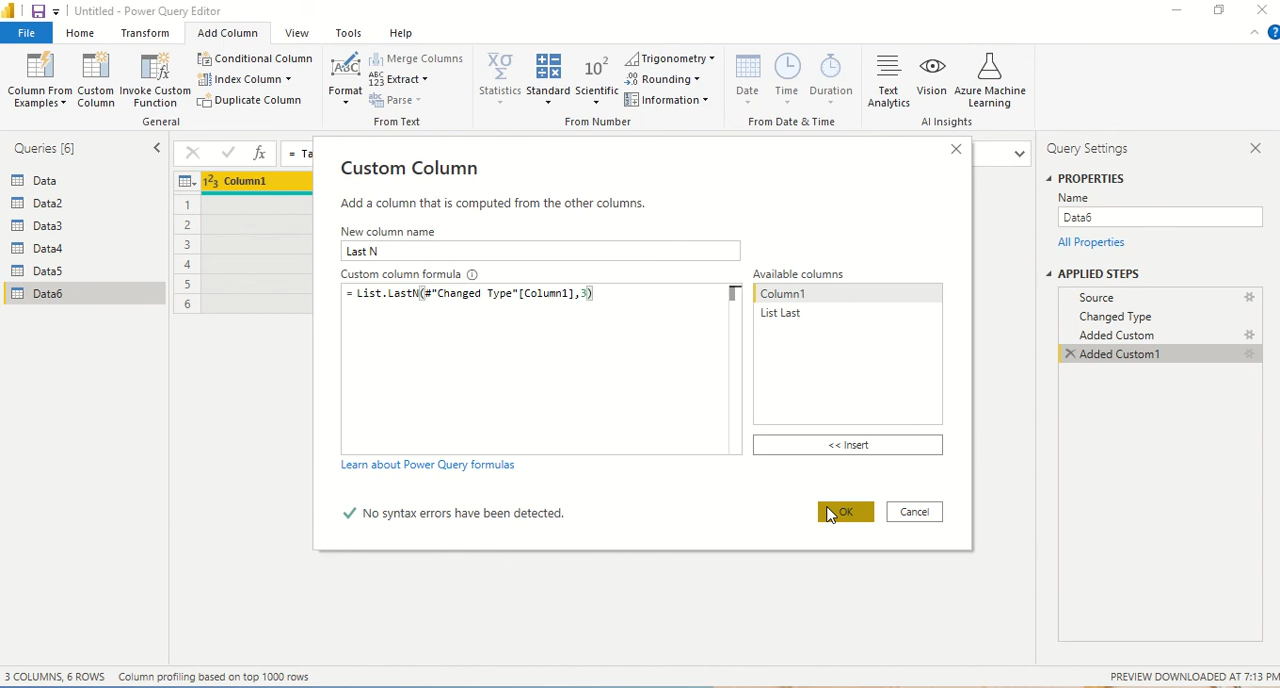 Untitled - Power Query Editor
File Home Transform Add Column View Tools Help
Column From Examples
Custom Column
Invoke Custom Function
Conditional Column
Index Column
Duplicate Column
General
Format
Merge Columns
Extract
Parse
From Text
Statistics
Standard
Scientific
Trigonometry
Rounding
Information
From Number
Date
Time
Duration
From Date & Time
Text Analytics
Vision
Azure Machine Learning
AI Insights
Queries [6]
Data
Data2
Data3
Data4
Data5
Data6
= Ta
Column1
1
2
3
4
5
6
Custom Column
Add a column that is computed from the other columns.
New column name
Last N
Custom column formula
= List.LastN(#"Changed Type"[Column1],3)
Available columns
Column1
List Last
<< Insert
Learn about Power Query formulas
No syntax errors have been detected.
OK
Cancel
Query Settings
PROPERTIES
Name
Data6
All Properties
APPLIED STEPS
Source
Changed Type
Added Custom
Added Custom1
3 COLUMNS, 6 ROWS Column profiling based on top 1000 rows
PREVIEW DOWNLOADED AT 7:13 PM